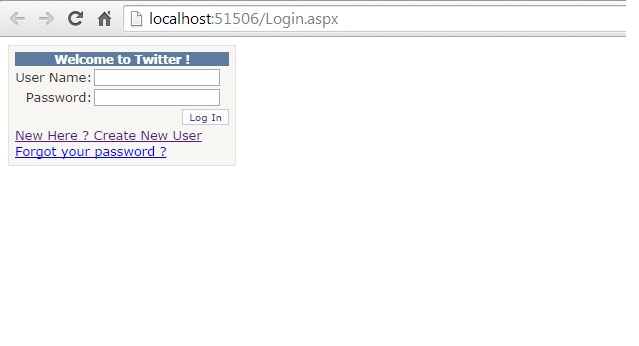 localhost:51506/Login.aspx
Welcome to Twitter !
User Name:
Password:
Log In
New Here ? Create New User
Forgot your password ?